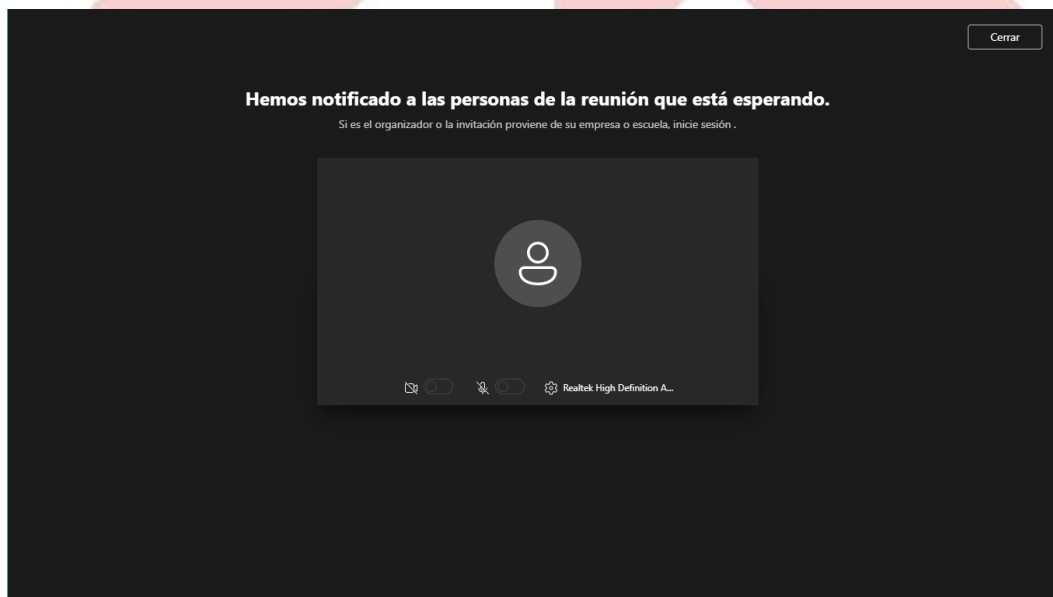 Cerrar
Hemos notificado a las personas de la reunión que está esperando.
Si es el organizador o la invitación proviene de su empresa o escuela, inicie sesión .
Realtek High Definition A...